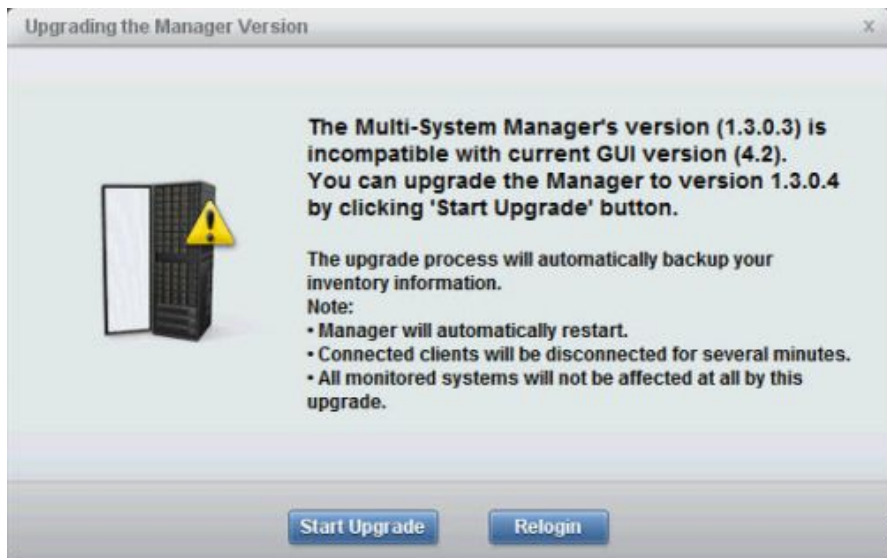 Upgrading the Manager Version
x
The Multi-System Manager's version (1.3.0.3) is
incompatible with current GUI version (4.2).
You can upgrade the Manager to version 1.3.0.4
by clicking 'Start Upgrade' button.
The upgrade process will automatically backup your
inventory information.
Note:
• Manager will automatically restart.
• Connected clients will be disconnected for several minutes.
• All monitored systems will not be affected at all by this
upgrade.
Start Upgrade
Relogin